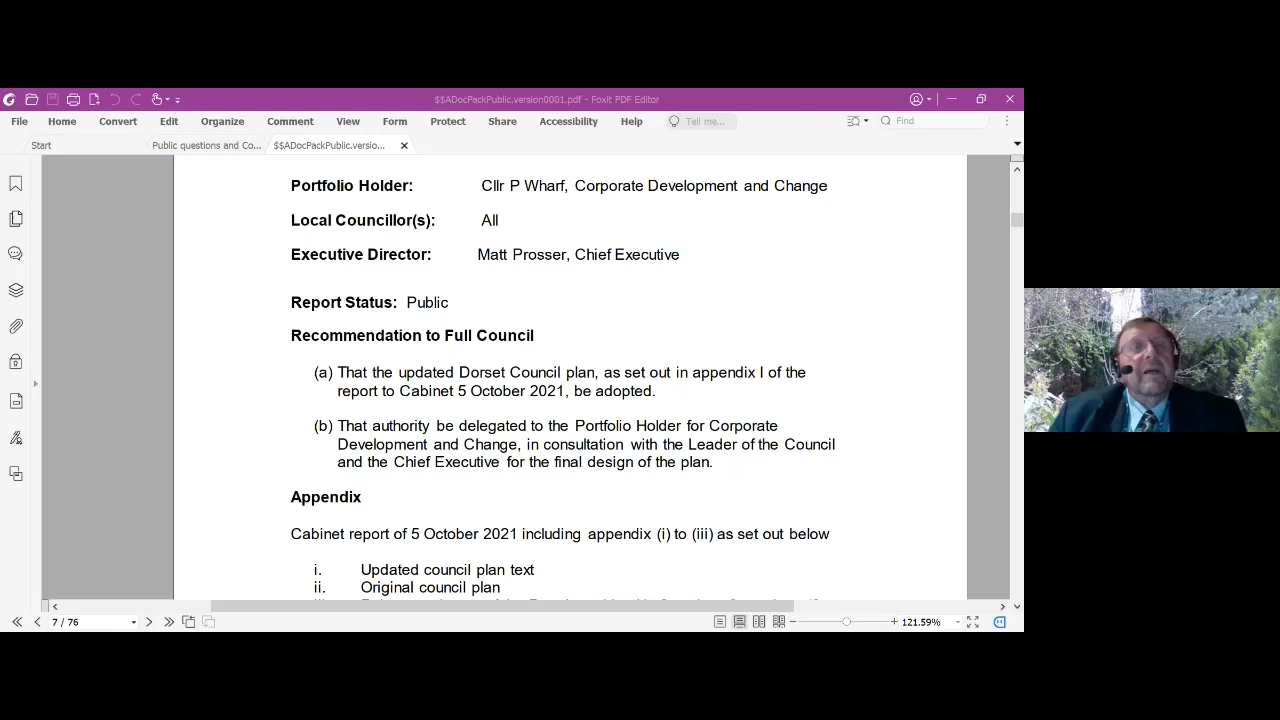 $$ADocPackPublic.version0001.pdf - Foxit PDF Editor
File Home Convert Edit Organize Comment View Form Protect Share Accessibility Help Tell me... Find
Start Public questions and Co... $$ADocPackPublic.versio...
Portfolio Holder: Cllr P Wharf, Corporate Development and Change
Local Councillor(s): All
Executive Director: Matt Prosser, Chief Executive
Report Status: Public
Recommendation to Full Council
(a) That the updated Dorset Council plan, as set out in appendix I of the
report to Cabinet 5 October 2021, be adopted.
(b) That authority be delegated to the Portfolio Holder for Corporate
Development and Change, in consultation with the Leader of the Council
and the Chief Executive for the final design of the plan.
Appendix
Cabinet report of 5 October 2021 including appendix (i) to (iii) as set out below
i. Updated council plan text
ii. Original council plan
7 / 76 121.59%